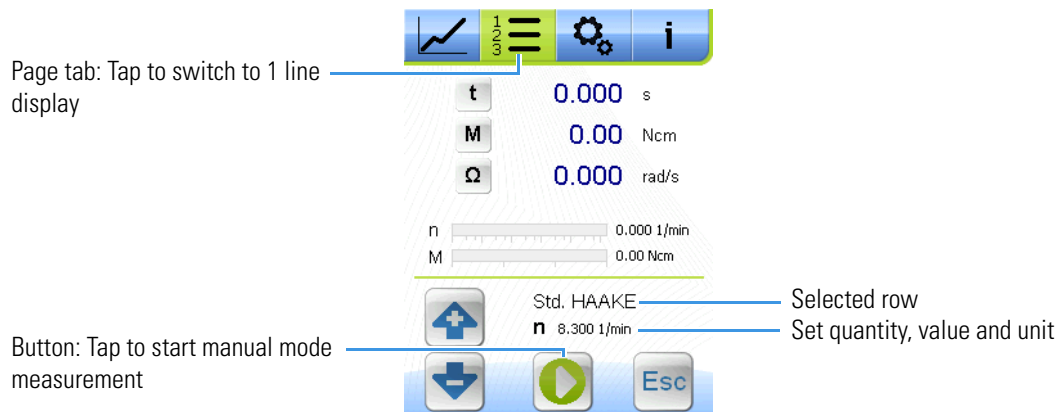 1
2
3
i
Page tab: Tap to switch to 1 line
display
t 0.000 s
M 0.00 Ncm
Ω 0.000 rad/s
n 0.000 1/min
M 0.00 Ncm
Std. HAAKE
Selected row
n 8.300 1/min
Set quantity, value and unit
Button: Tap to start manual mode
measurement
Esc